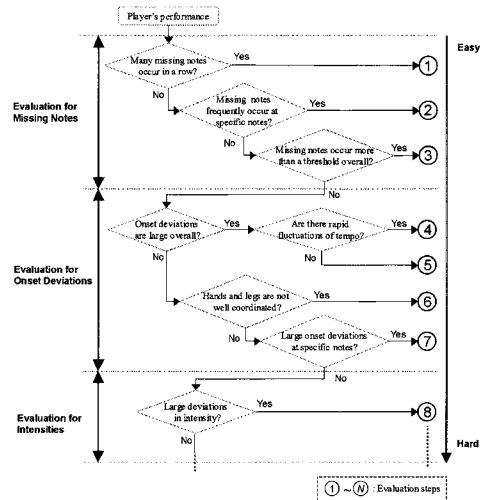 Player's performance
Easy
Many missing notes
occur in a row?
Yes
1
No
Evaluation for
Missing Notes
Missing notes
frequently occur at
specific notes?
Yes
2
No
Missing notes occur more
than a threshold overall?
Yes
3
No
Onset deviations
are large overall?
Yes
Are there rapid
fluctuations of tempo?
Yes
4
No
No
5
Evaluation for
Onset Deviations
Hands and legs are not
well coordinated?
Yes
6
No
Large onset deviations
at specific notes?
Yes
7
No
Evaluation for
Intensities
Large deviations
in intensity?
Yes
8
No
Hard
1 ~ N : Evaluation steps